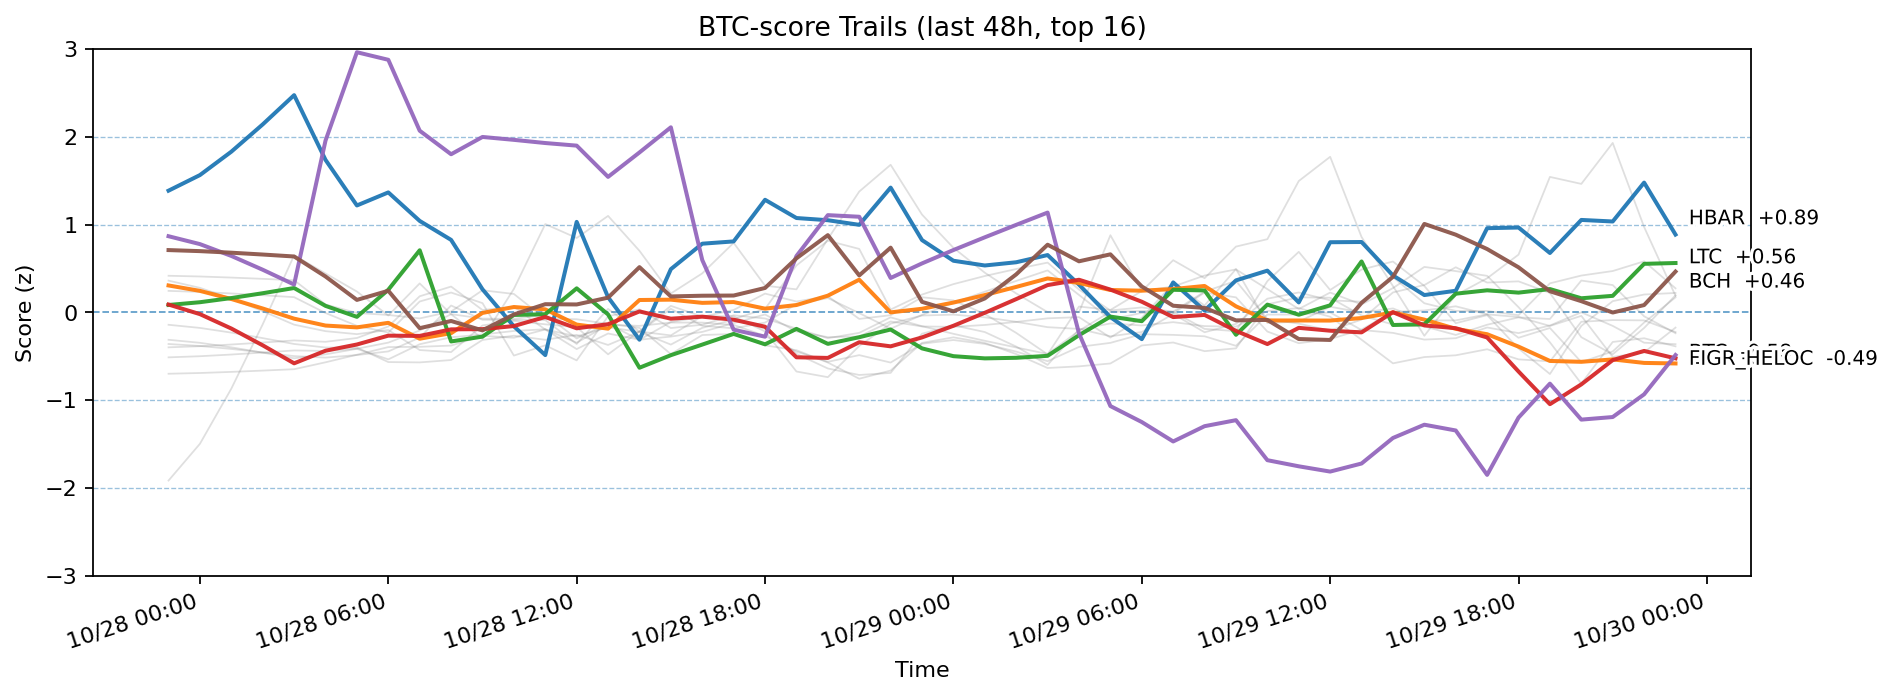 BTC-score Trails (last 48h, top 16)
Score (z)
3
2
1
0
−1
−2
−3
HBAR +0.89
LTC +0.56
BCH +0.46
FIGR_HELOC -0.49
10/28 00:00
10/28 06:00
10/28 12:00
10/28 18:00
10/29 00:00
10/29 06:00
10/29 12:00
10/29 18:00
10/30 00:00
Time